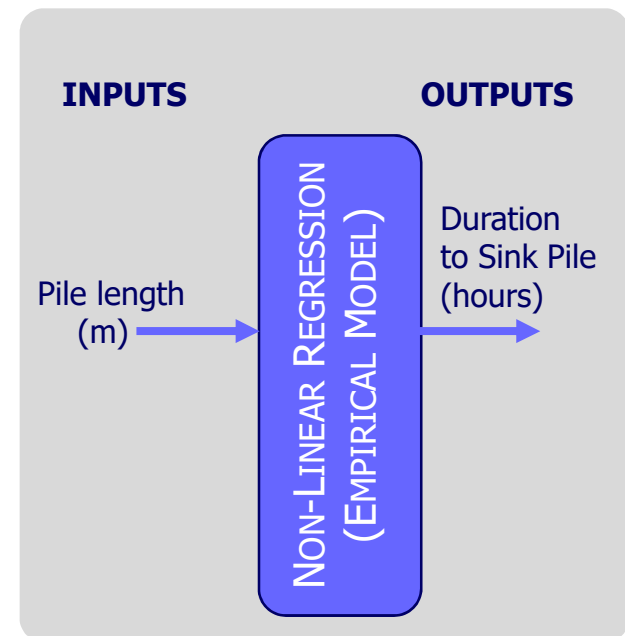 INPUTS
OUTPUTS
Pile length
(m)
NON-LINEAR REGRESSION
(EMPIRICAL MODEL)
Duration
to Sink Pile
(hours)